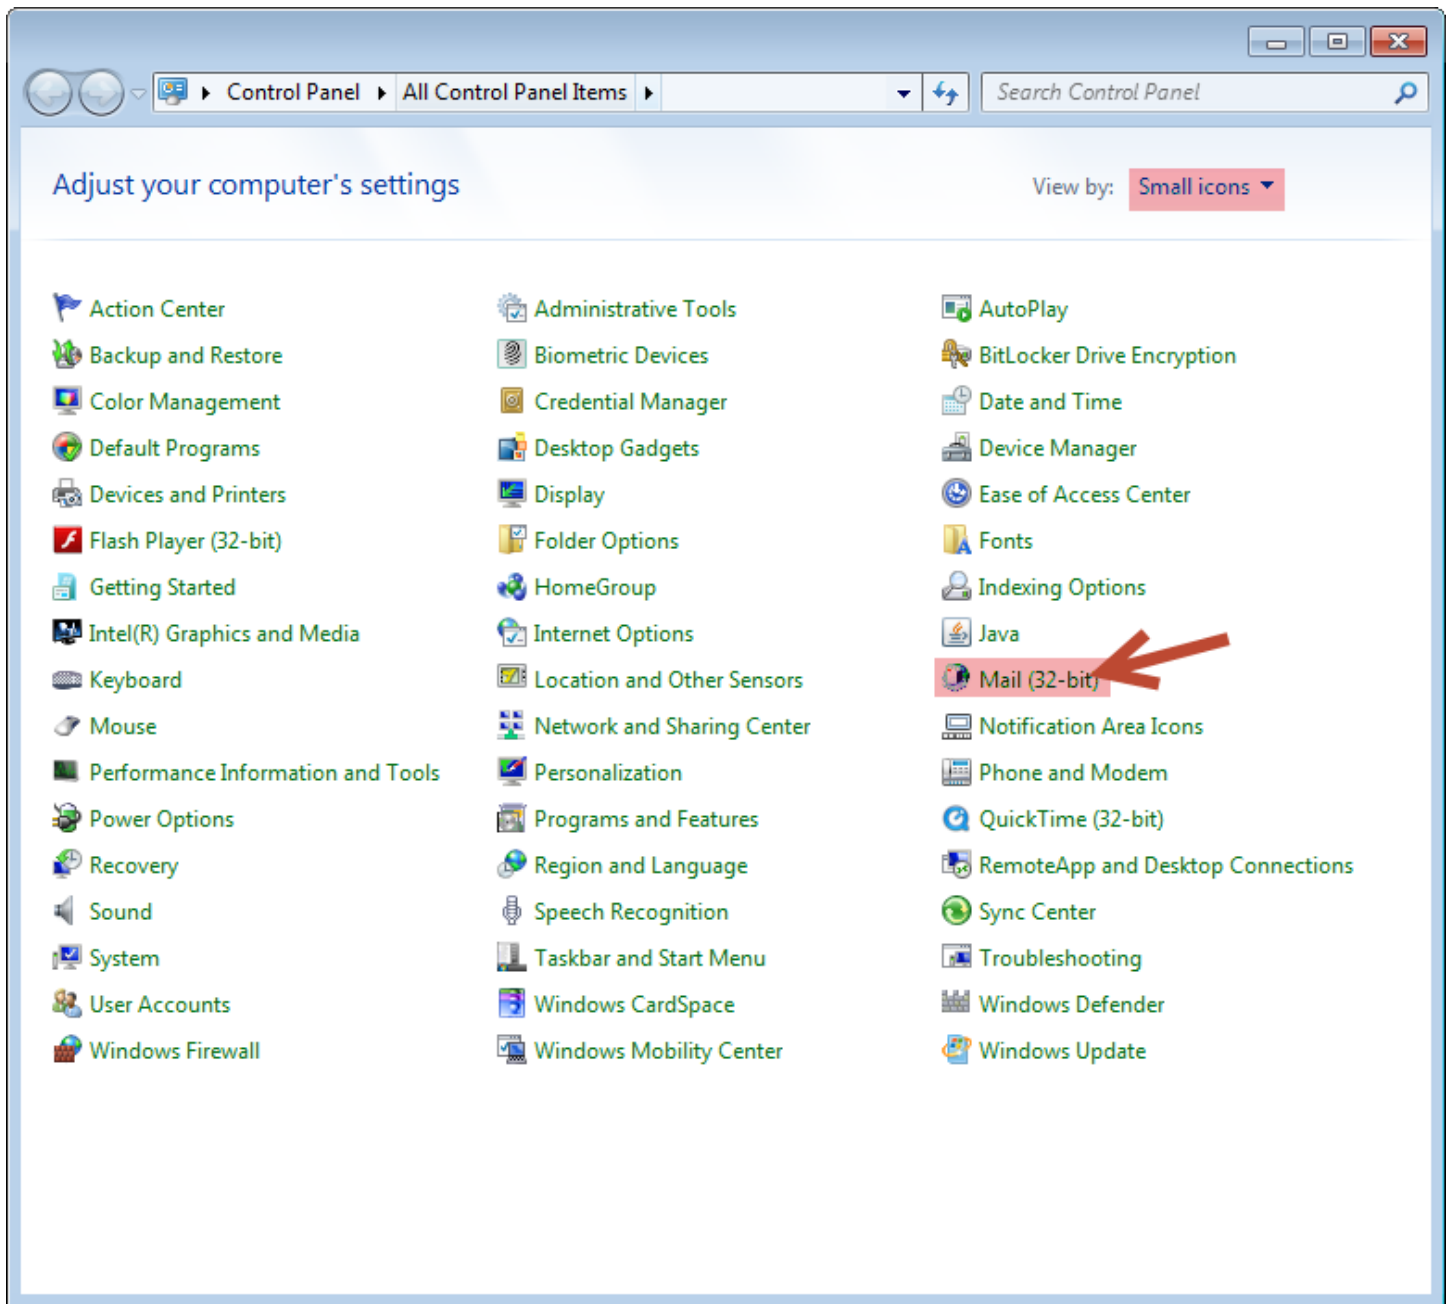 Control Panel All Control Panel Items Search Control Panel
Adjust your computer's settings View by: Small icons
Action Center Administrative Tools AutoPlay
Backup and Restore Biometric Devices BitLocker Drive Encryption
Color Management Credential Manager Date and Time
Default Programs Desktop Gadgets Device Manager
Devices and Printers Display Ease of Access Center
Flash Player (32-bit) Folder Options Fonts
Getting Started HomeGroup Indexing Options
Intel(R) Graphics and Media Internet Options Java
Keyboard Location and Other Sensors Mail (32-bit)
Mouse Network and Sharing Center Notification Area Icons
Performance Information and Tools Personalization Phone and Modem
Power Options Programs and Features QuickTime (32-bit)
Recovery Region and Language RemoteApp and Desktop Connections
Sound Speech Recognition Sync Center
System Taskbar and Start Menu Troubleshooting
User Accounts Windows CardSpace Windows Defender
Windows Firewall Windows Mobility Center Windows Update